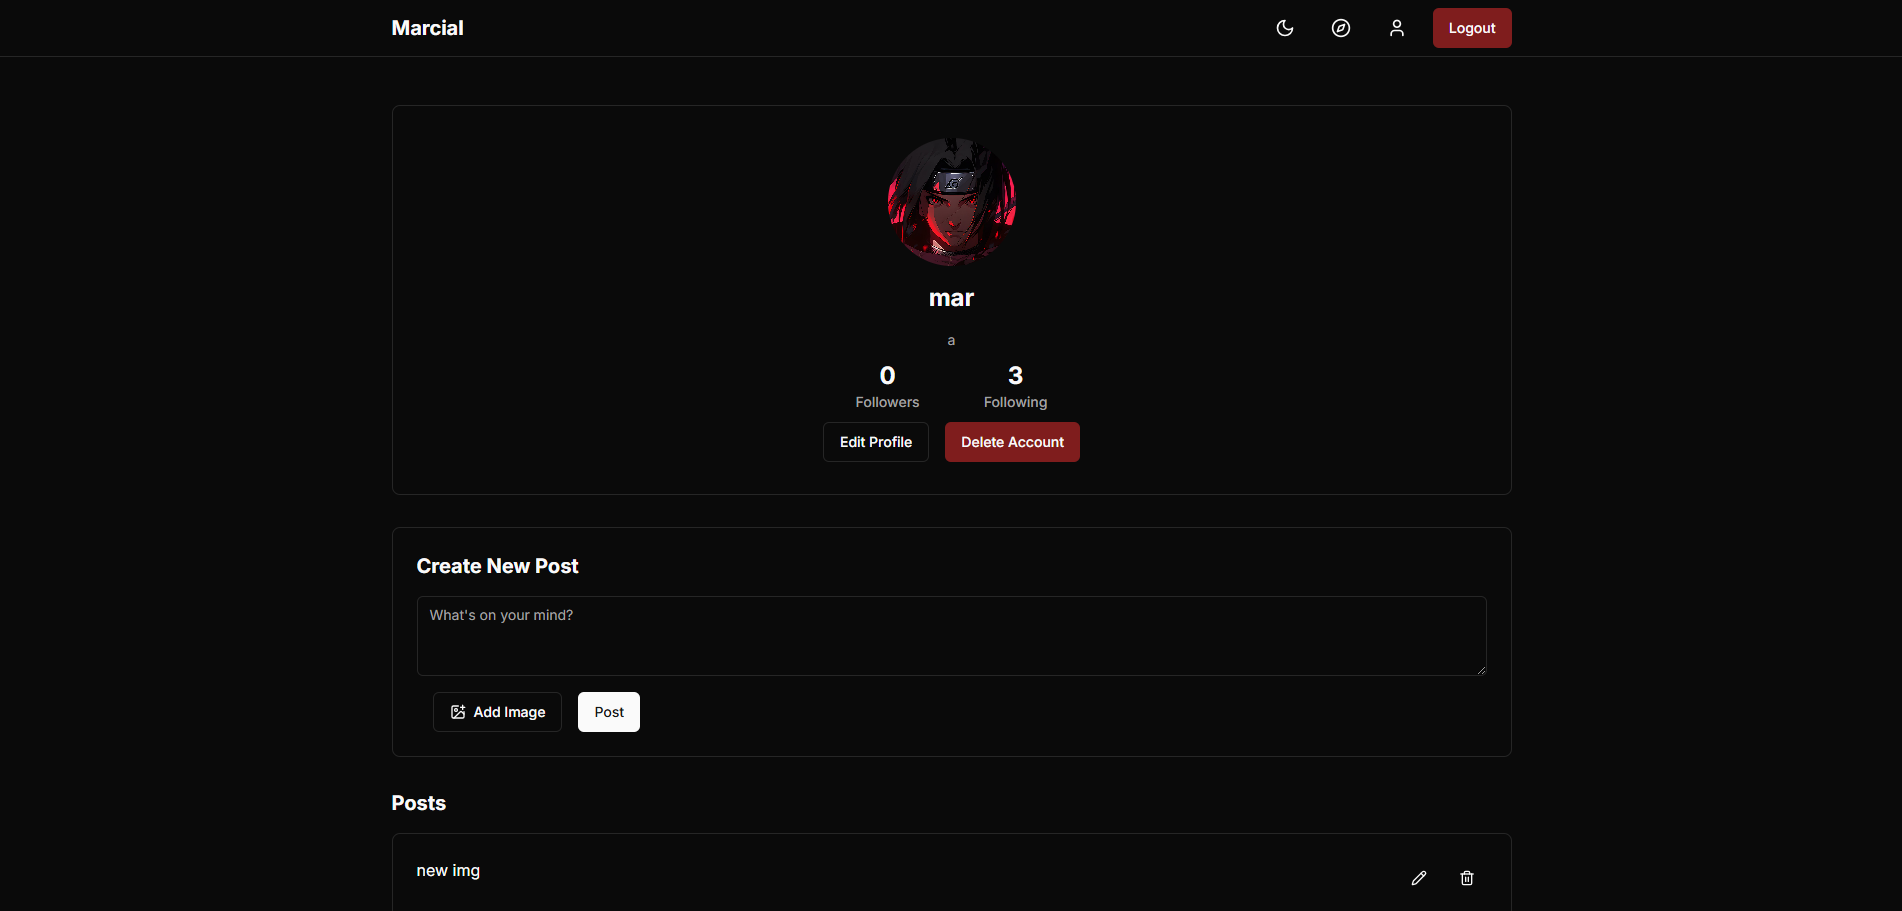 Marcial
Logout
mar
a
0 3
Followers Following
Edit Profile Delete Account
Create New Post
What's on your mind?
Add Image Post
Posts
new img